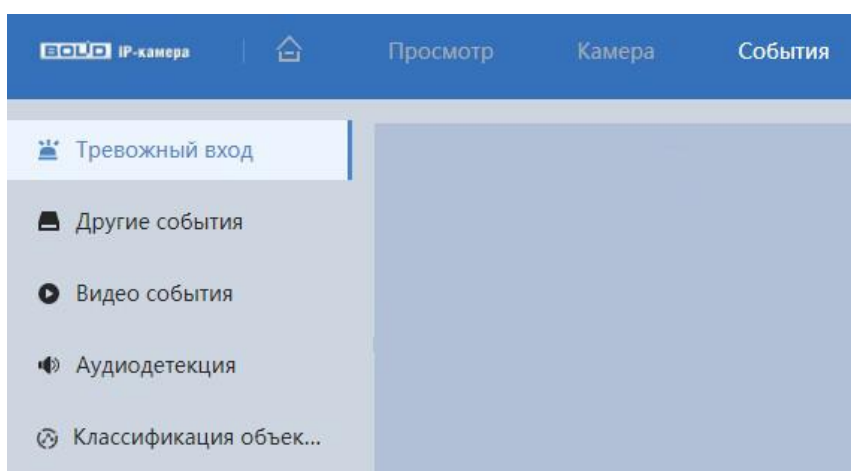 BOLID IP-камера Просмотр Камера События
Тревожный вход
Другие события
Видео события
Аудиодетекция
Классификация объек...